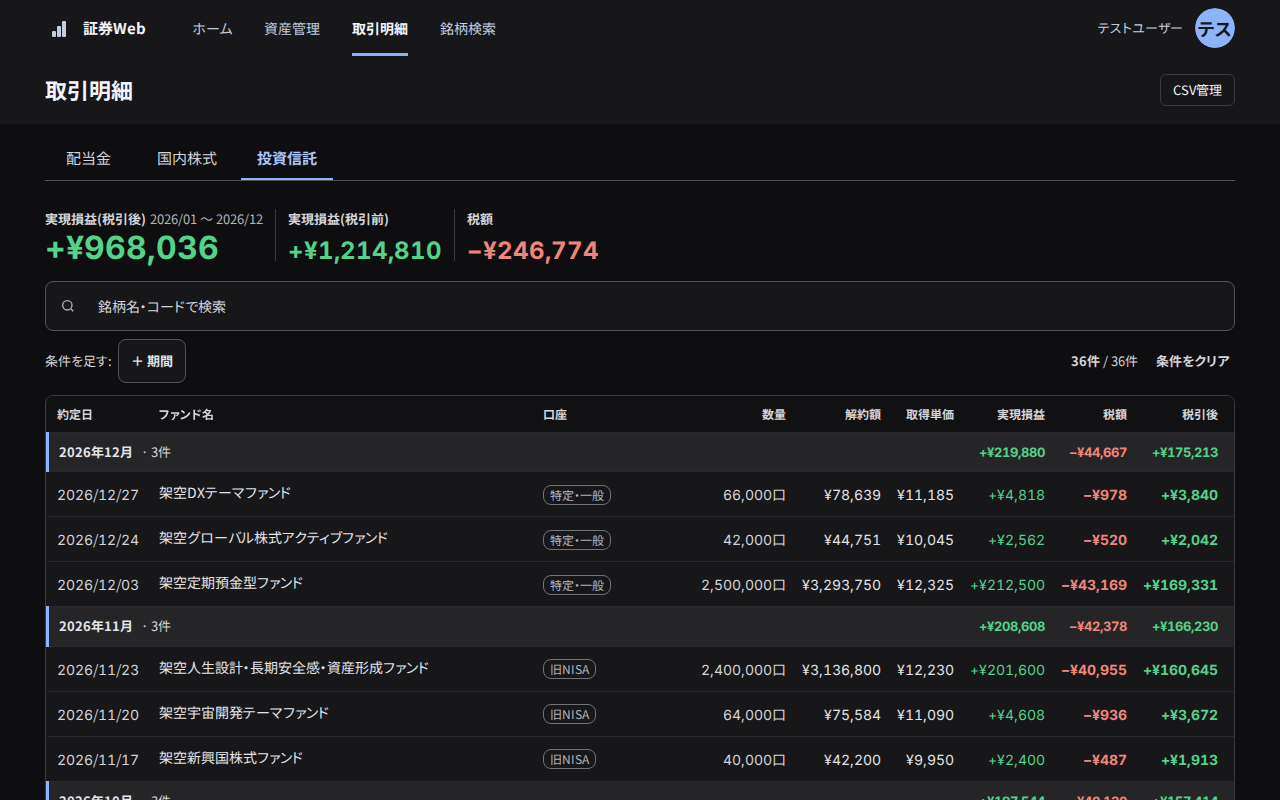 証券Web ホーム 資産管理 取引明細 銘柄検索 テストユーザー テス
取引明細 CSV管理
配当金 国内株式 投資信託
実現損益(税引後) 2026/01 〜 2026/12 実現損益(税引前) 税額
+¥968,036 +¥1,214,810 −¥246,774
銘柄名・コードで検索
条件を足す: ＋ 期間 36件 / 36件 条件をクリア
約定日 ファンド名 口座 数量 解約額 取得単価 実現損益 税額 税引後
2026年12月 · 3件 +¥219,880 −¥44,667 +¥175,213
2026/12/27 架空DXテーマファンド 特定・一般 66,000口 ¥78,639 ¥11,185 +¥4,818 −¥978 +¥3,840
2026/12/24 架空グローバル株式アクティブファンド 特定・一般 42,000口 ¥44,751 ¥10,045 +¥2,562 −¥520 +¥2,042
2026/12/03 架空定期預金型ファンド 特定・一般 2,500,000口 ¥3,293,750 ¥12,325 +¥212,500 −¥43,169 +¥169,331
2026年11月 · 3件 +¥208,608 −¥42,378 +¥166,230
2026/11/23 架空人生設計・長期安全感・資産形成ファンド 旧NISA 2,400,000口 ¥3,136,800 ¥12,230 +¥201,600 −¥40,955 +¥160,645
2026/11/20 架空宇宙開発テーマファンド 旧NISA 64,000口 ¥75,584 ¥11,090 +¥4,608 −¥936 +¥3,672
2026/11/17 架空新興国株式ファンド 旧NISA 40,000口 ¥42,200 ¥9,950 +¥2,400 −¥487 +¥1,913